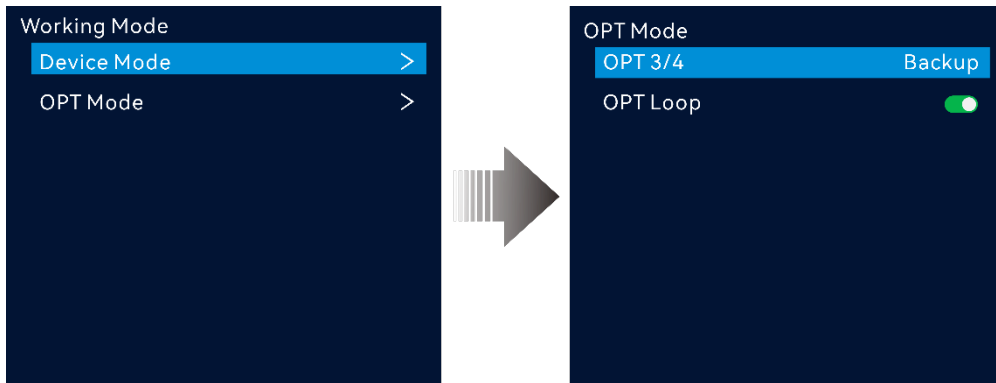 Working Mode
Device Mode >
OPT Mode >
OPT Mode
OPT 3/4 Backup
OPT Loop